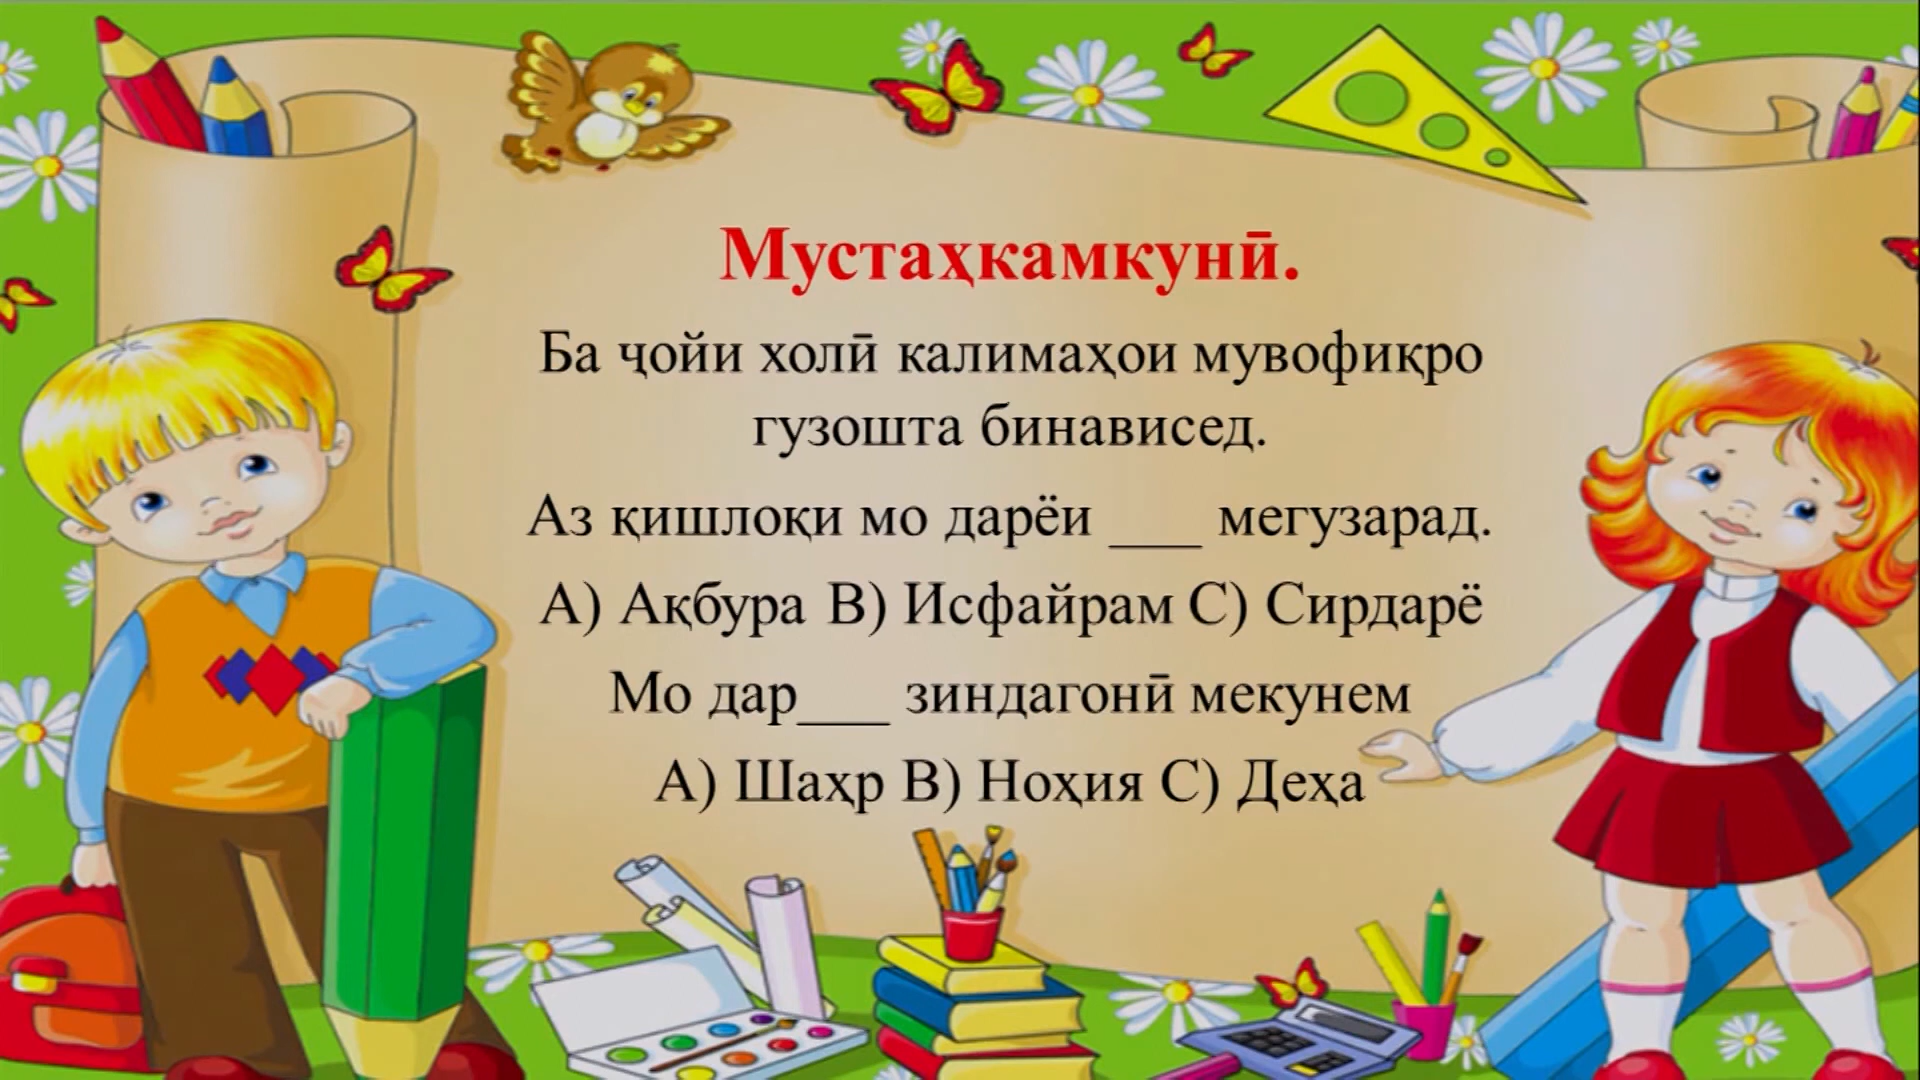 Мустаҳкамкунӣ.
Ба ҷойи холӣ калимаҳои мувофиқро
гузошта бинависед.
Аз қишлоқи мо дарёи ___ мегузарад.
А) Ақбура В) Исфайрам С) Сирдарё
Мо дар___ зиндагонӣ мекунем
А) Шаҳр В) Ноҳия С) Деҳа